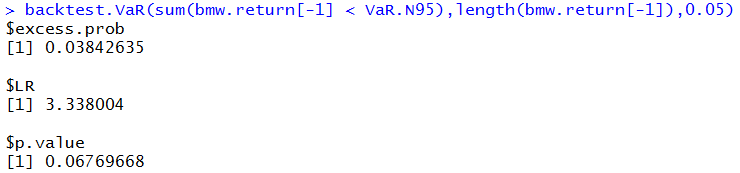 > backtest.VaR(sum(bmw.return[-1] < VaR.N95),length(bmw.return[-1]),0.05)
$excess.prob
[1] 0.03842635
$LR
[1] 3.338004
$p.value
[1] 0.06769668